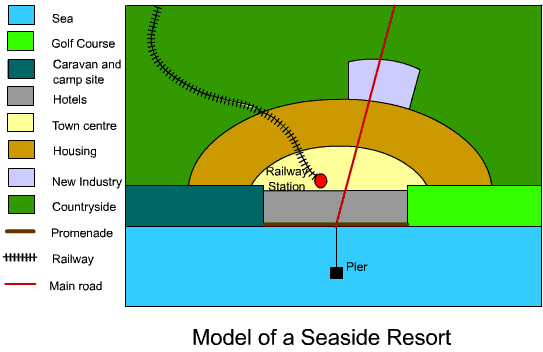 Sea
Golf Course
Caravan and
camp site
Hotels
Town centre
Housing
New Industry
Countryside
Promenade
Railway
Main road
Railway
Station
Pier
Model of a Seaside Resort